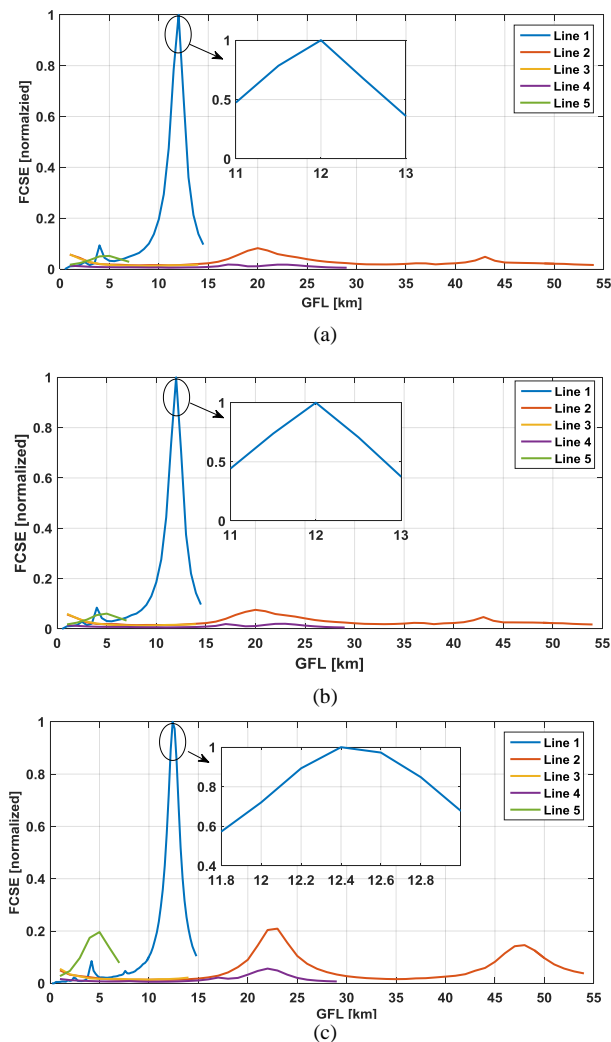 FCSE [normalzied]
1
0.8
0.6
0.4
0.2
0
0 5 10 15 20 25 30 35 40 45 50 55
GFL [km]
1
0.5
0
11 12 13
Line 1
Line 2
Line 3
Line 4
Line 5
(a)
FCSE [normalized]
1
0.8
0.6
0.4
0.2
0
0 5 10 15 20 25 30 35 40 45 50 55
GFL [km]
1
0.5
0
11 12 13
Line 1
Line 2
Line 3
Line 4
Line 5
(b)
FCSE [normalized]
1
0.8
0.6
0.4
0.2
0
0 5 10 15 20 25 30 35 40 45 50 55
GFL [km]
1
0.8
0.6
0.4
11.8 12 12.2 12.4 12.6 12.8
Line 1
Line 2
Line 3
Line 4
Line 5
(c)